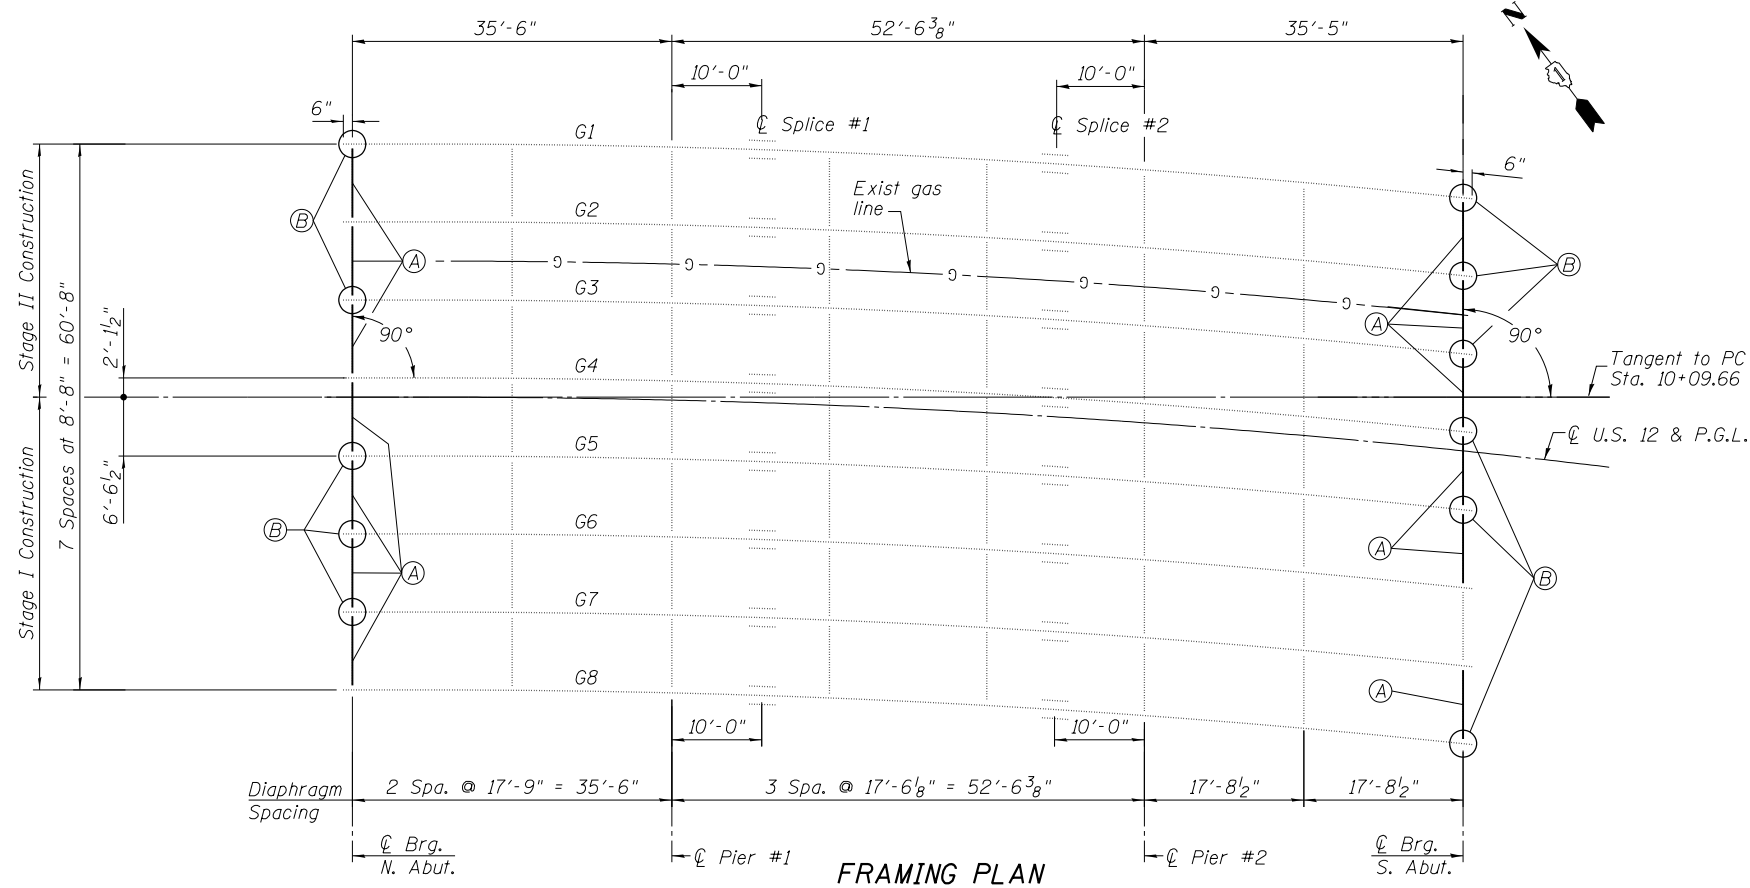 35'-6"
52'-6 3/8"
35'-5"
N
1
10'-0"
10'-0"
6"
℄ Splice #1
℄ Splice #2
G1
6"
Exist gas
line
G2
B
A
G G G G G G G
B
G3
90°
A
90°
Tangent to PC
Sta. 10+09.66
G4
℄ U.S. 12 & P.G.L.
Stage II Construction
Stage I Construction
7 Spaces at 8'-8" = 60'-8"
2'-1 1/2"
6'-6 1/2"
G5
G6
B
A
A
B
G7
G8
A
10'-0"
10'-0"
Diaphragm
Spacing
2 Spa. @ 17'-9" = 35'-6"
3 Spa. @ 17'-6 1/8" = 52'-6 3/8"
17'-8 1/2"
17'-8 1/2"
℄ Brg.
N. Abut.
℄ Pier #1
℄ Pier #2
℄ Brg.
S. Abut.
FRAMING PLAN